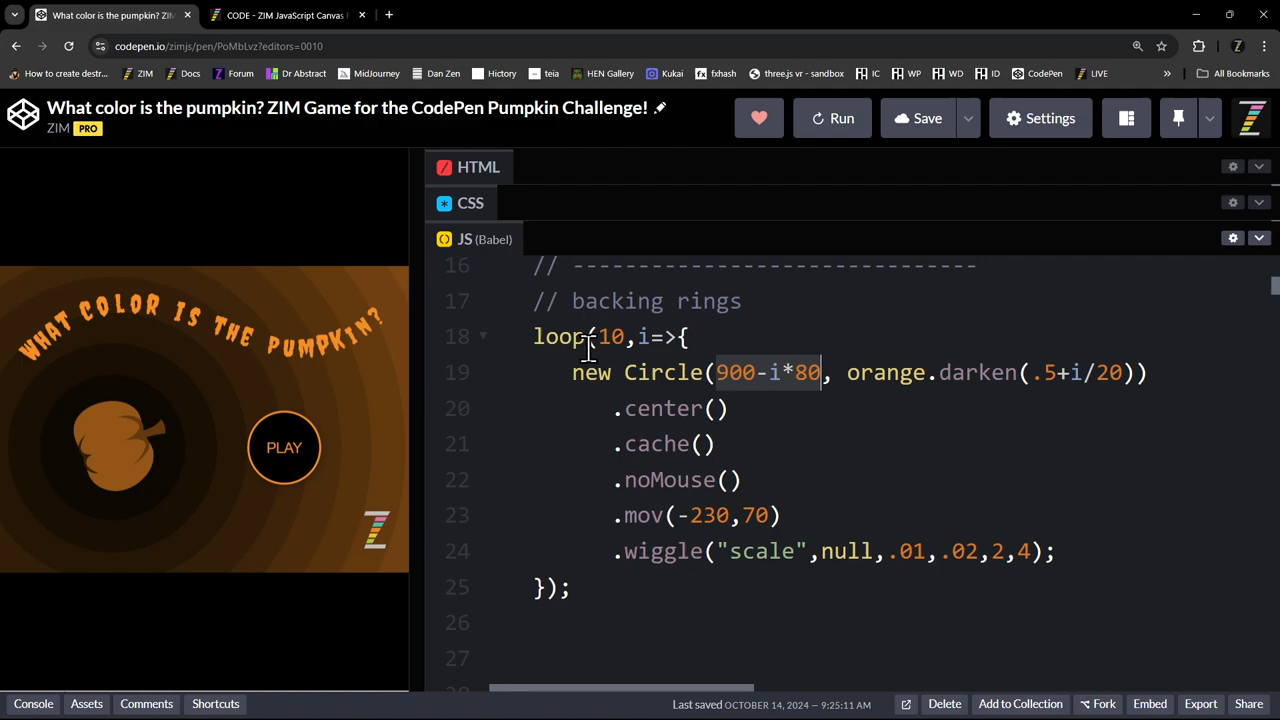 What color is the pumpkin? ZIM
CODE - ZIM JavaScript Canvas
codepen.io/zimjs/pen/PoMbLvz?editors=0010
How to create destr... ZIM Docs Forum Dr Abstract MidJourney Dan Zen Hictory teia HEN Gallery Kukai fxhash three.js vr - sandbox IC WP WD ID CodePen LIVE » All Bookmarks
What color is the pumpkin? ZIM Game for the CodePen Pumpkin Challenge!
ZIM PRO
Run Save Settings
HTML
CSS
JS (Babel)
16 // -------------------------------
17 // backing rings
18 loop(10,i=>{
19 new Circle(900-i*80, orange.darken(.5+i/20))
20 .center()
21 .cache()
22 .noMouse()
23 .mov(-230,70)
24 .wiggle("scale",null,.01,.02,2,4);
25 });
26
27
WHAT COLOR IS THE PUMPKIN?
PLAY
Console Assets Comments Shortcuts Last saved OCTOBER 14, 2024 — 9:25:11 AM Delete Add to Collection Fork Embed Export Share